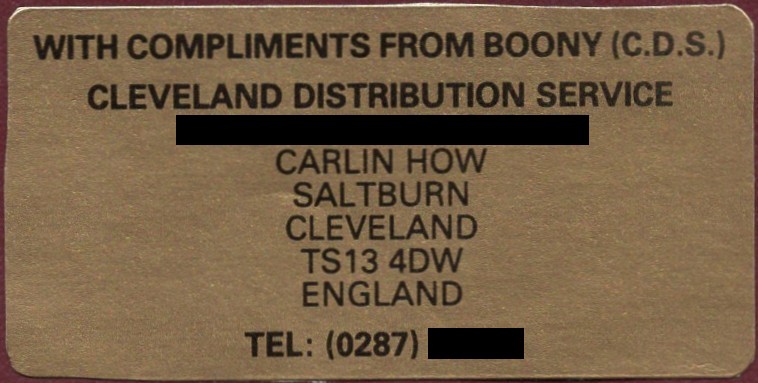 WITH COMPLIMENTS FROM BOONY (C.D.S.)
CLEVELAND DISTRIBUTION SERVICE
CARLIN HOW
SALTBURN
CLEVELAND
TS13 4DW
ENGLAND
TEL: (0287)